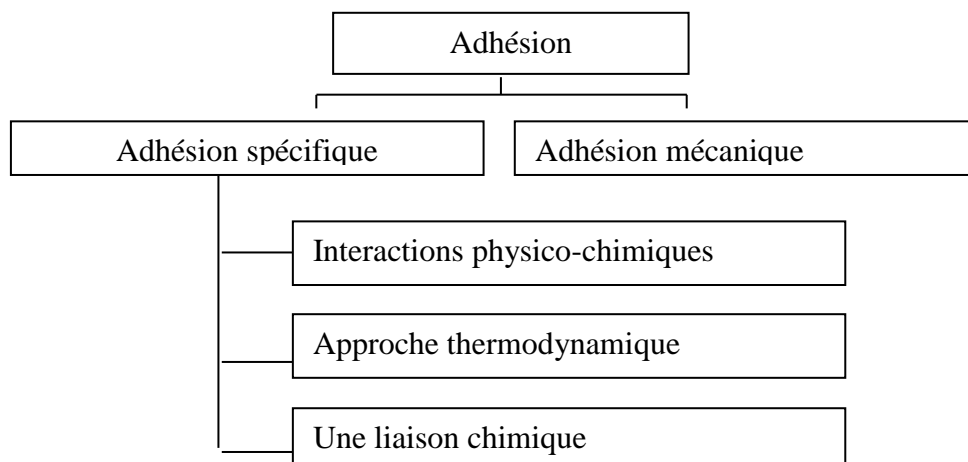 Adhésion
Adhésion spécifique
Adhésion mécanique
Interactions physico-chimiques
Approche thermodynamique
Une liaison chimique